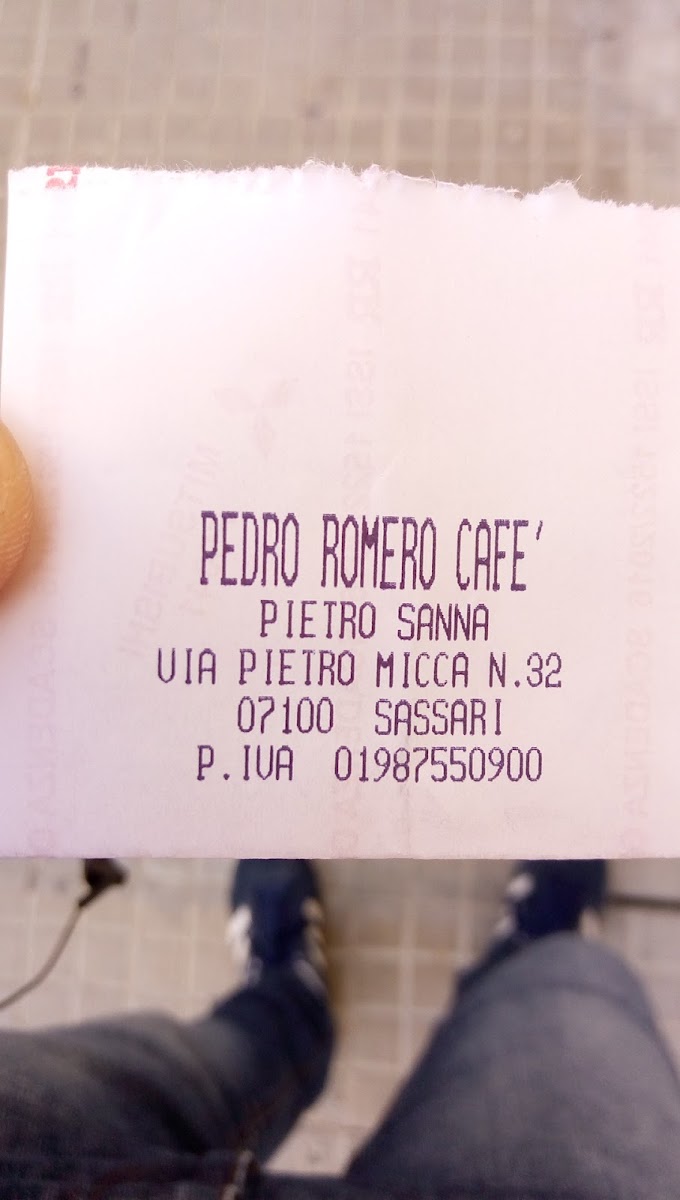 PEDRO ROMERO CAFE'
PIETRO SANNA
VIA PIETRO MICCA N.32
07100 SASSARI
P.IVA 01987550900